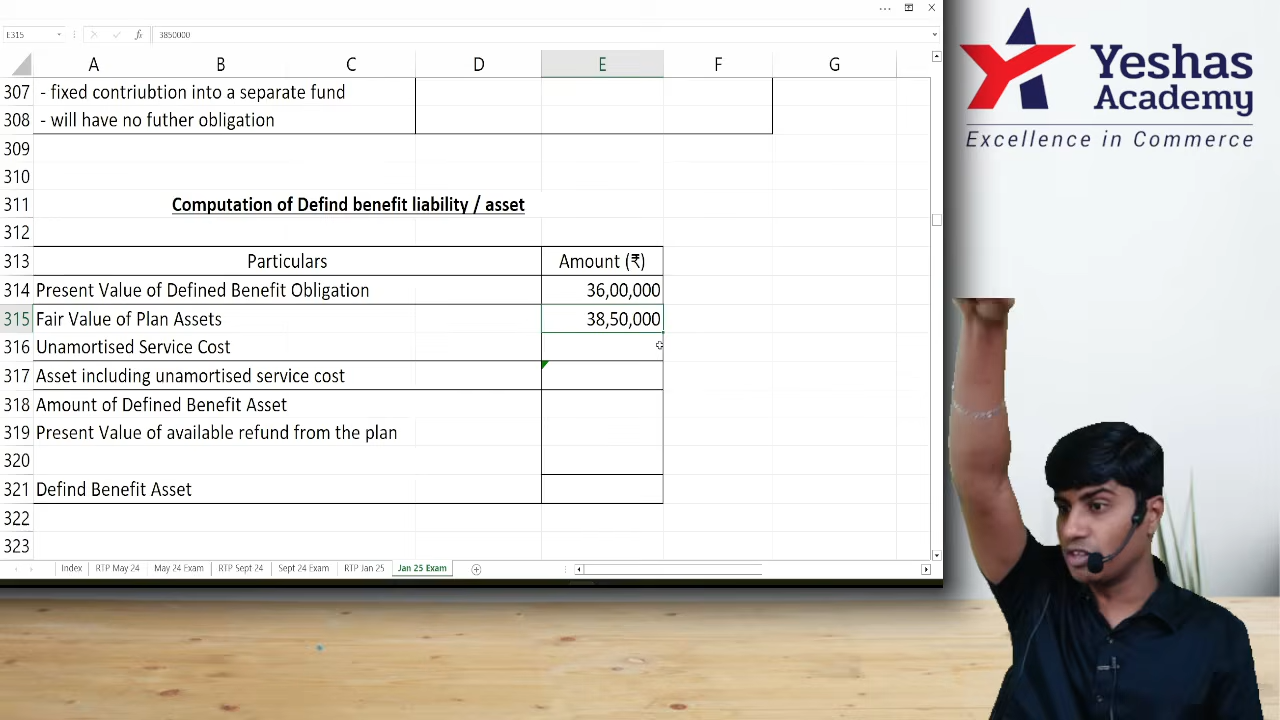 E315
fx
3850000
A B C D E F G
307 - fixed contriubtion into a separate fund
308 - will have no futher obligation
309
310
311 Computation of Defind benefit liability / asset
312
313 Particulars Amount (₹)
314 Present Value of Defined Benefit Obligation 36,00,000
315 Fair Value of Plan Assets 38,50,000
316 Unamortised Service Cost
317 Asset including unamortised service cost
318 Amount of Defined Benefit Asset
319 Present Value of available refund from the plan
320
321 Defind Benefit Asset
322
323
Index RTP May 24 May 24 Exam RTP Sept 24 Sept 24 Exam RTP Jan 25 Jan 25 Exam
Yeshas
Academy
Excellence in Commerce